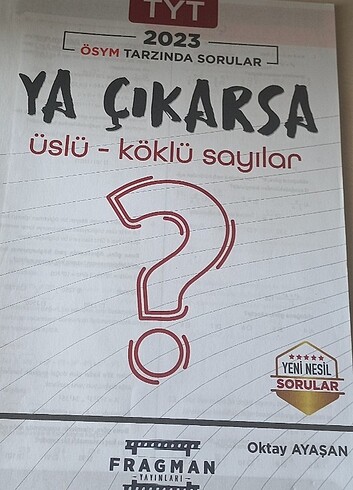 TYT
2023
ÖSYM TARZINDA SORULAR
YA ÇIKARSA
üslü - köklü sayılar
?
YENİ NESİL
SORULAR
Oktay AYAŞAN
FRAGMAN
YAYINLARI